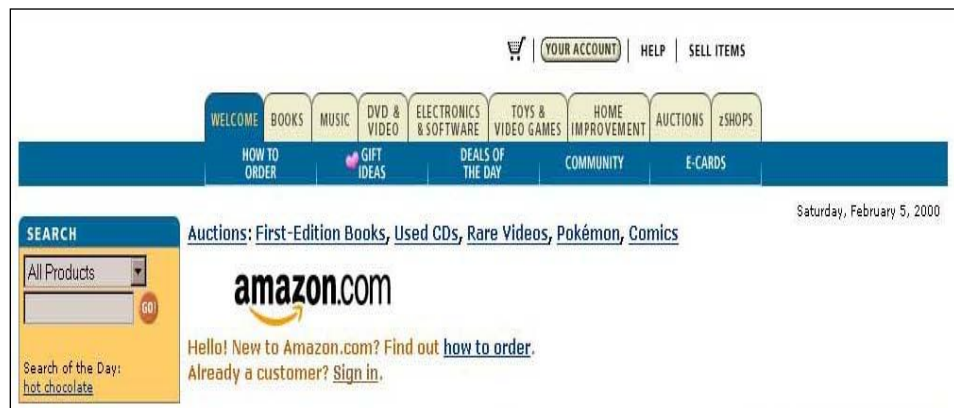 YOUR ACCOUNT | HELP | SELL ITEMS
WELCOME
BOOKS
MUSIC
DVD &
VIDEO
ELECTRONICS
& SOFTWARE
TOYS &
VIDEO GAMES
HOME
IMPROVEMENT
AUCTIONS
zSHOPS
HOW TO
ORDER
GIFT
IDEAS
DEALS OF
THE DAY
COMMUNITY
E-CARDS
Saturday, February 5, 2000
SEARCH
All Products
GO!
Search of the Day:
hot chocolate
Auctions: First-Edition Books, Used CDs, Rare Videos, Pokémon, Comics
amazon.com
Hello! New to Amazon.com? Find out how to order.
Already a customer? Sign in.